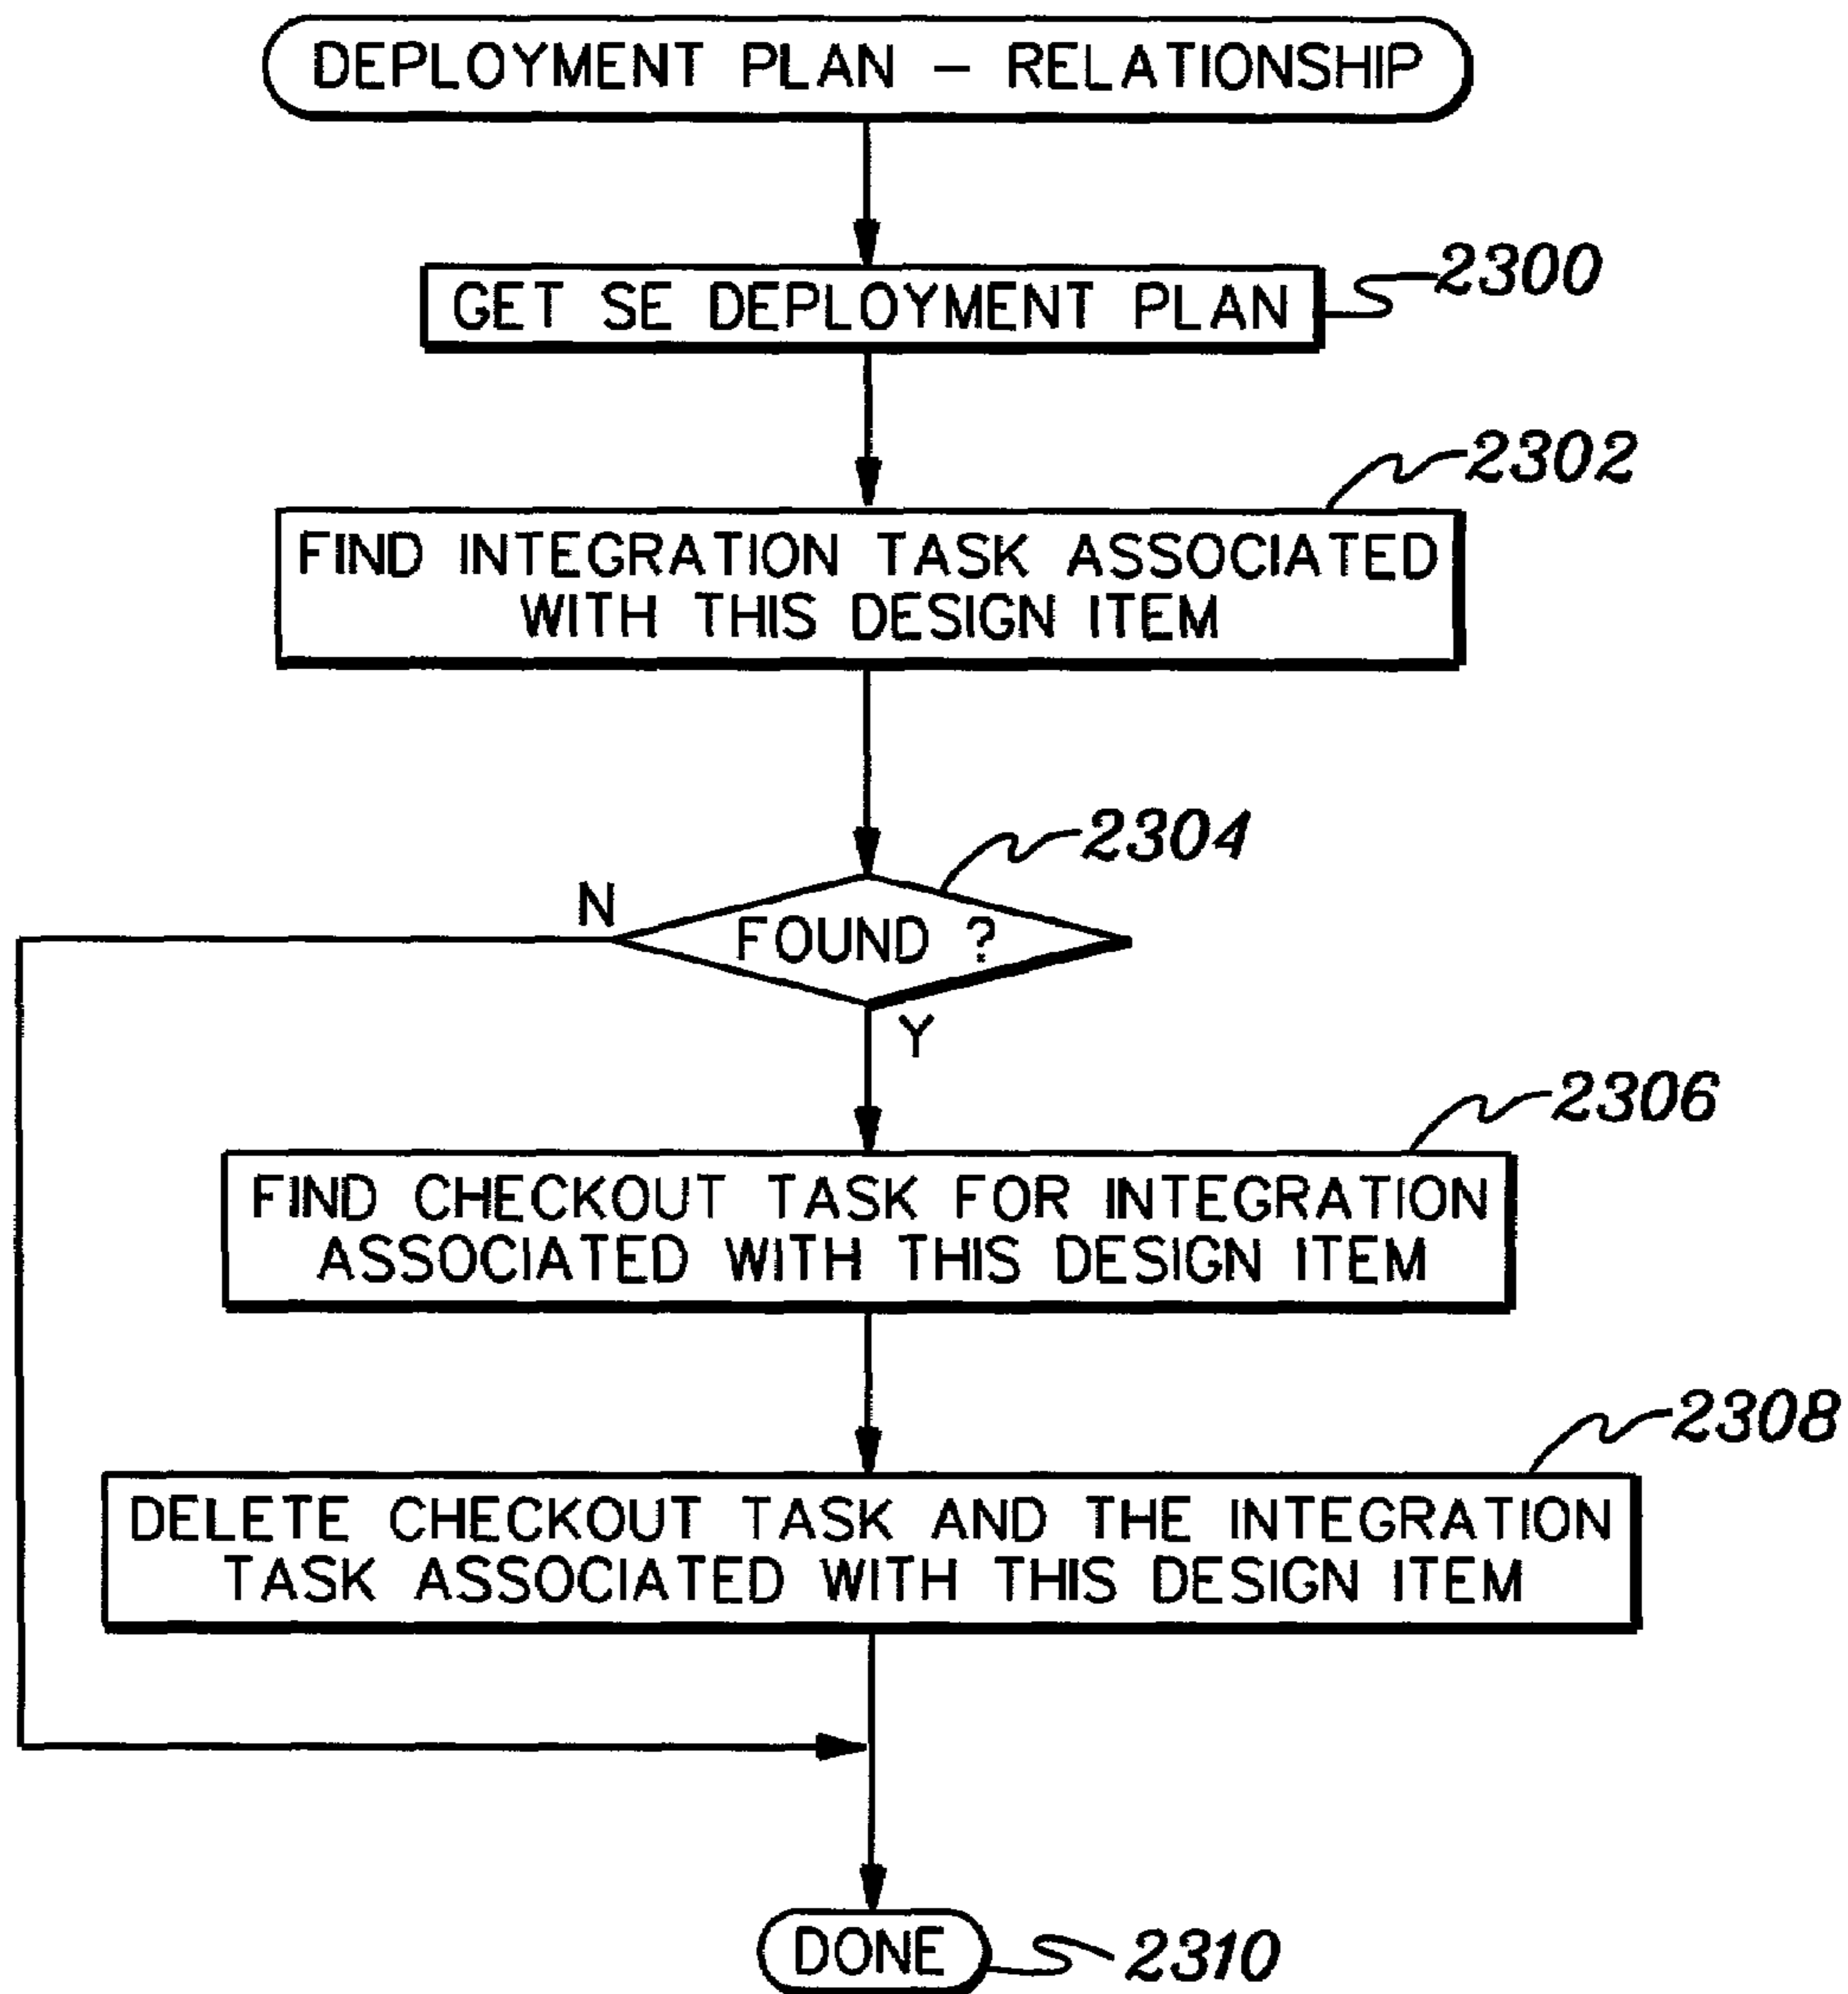 DEPLOYMENT PLAN – RELATIONSHIP
GET SE DEPLOYMENT PLAN
2300
2302
FIND INTEGRATION TASK ASSOCIATED
WITH THIS DESIGN ITEM
2304
N
FOUND ?
Y
2306
FIND CHECKOUT TASK FOR INTEGRATION
ASSOCIATED WITH THIS DESIGN ITEM
2308
DELETE CHECKOUT TASK AND THE INTEGRATION
TASK ASSOCIATED WITH THIS DESIGN ITEM
DONE
2310